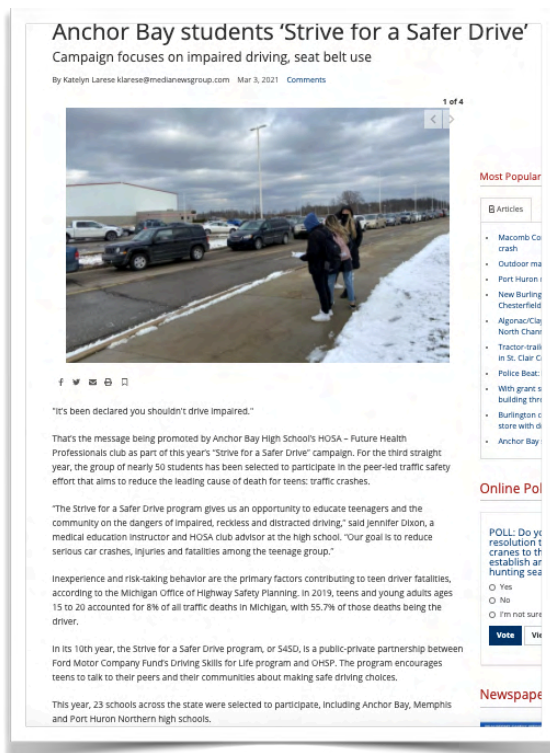 Anchor Bay students ‘Strive for a Safer Drive’
Campaign focuses on impaired driving, seat belt use
By Katelyn Larese klarese@medianewsgroup.com Mar 3, 2021 Comments
1 of 4
"It's been declared you shouldn't drive impaired."
That's the message being promoted by Anchor Bay High School's HOSA – Future Health
Professionals club as part of this year's "Strive for a Safer Drive" campaign. For the third straight
year, the group of nearly 50 students has been selected to participate in the peer-led traffic safety
effort that aims to reduce the leading cause of death for teens: traffic crashes.
"The Strive for a Safer Drive program gives us an opportunity to educate teenagers and the
community on the dangers of impaired, reckless and distracted driving," said Jennifer Dixon, a
medical education instructor and HOSA club advisor at the high school. "Our goal is to reduce
serious car crashes, injuries and fatalities among the teenage group."
Inexperience and risk-taking behavior are the primary factors contributing to teen driver fatalities,
according to the Michigan Office of Highway Safety Planning. In 2019, teens and young adults ages
15 to 20 accounted for 8% of all traffic deaths in Michigan, with 55.7% of those deaths being the
driver.
In its 10th year, the Strive for a Safer Drive program, or S4SD, is a public-private partnership between
Ford Motor Company Fund's Driving Skills for Life program and OHSP. The program encourages
teens to talk to their peers and their communities about making safe driving choices.
This year, 23 schools across the state were selected to participate, including Anchor Bay, Memphis
and Port Huron Northern high schools.
Most Popular
Articles
Macomb Co
crash
Outdoor ma
Port Huron
New Burling
Chesterfield
Algonac/Cla
North Chan
Tractor-trail
in St. Clair C
Police Beat:
With grant s
building thr
Burlington c
store with d
Anchor Bay
Online Pol
POLL: Do yo
resolution t
cranes to th
establish an
hunting sea
Yes
No
I'm not sure
Vote Vie
Newspape